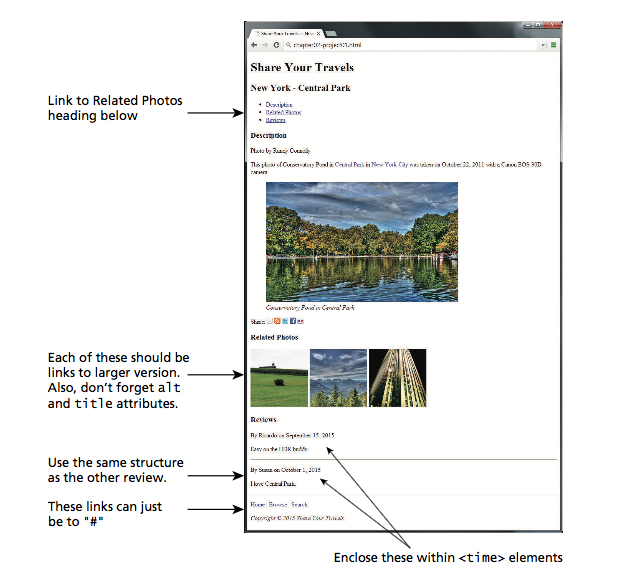 Share Your Travels -- New
chapter02-project01.html
Share Your Travels
New York - Central Park
Link to Related Photos
heading below
Description
Related Photos
Reviews
Description
Photo by Randy Connolly
This photo of Conservatory Pond in Central Park in New York City was taken on October 22, 2011 with a Canon EOS 30D
camera.
Conservatory Pond in Central Park
Share:
Related Photos
Each of these should be
links to larger version.
Also, don't forget alt
and title attributes.
Reviews
By Ricardo on September 15, 2015
Easy on the HDR buddy.
Use the same structure
as the other review.
By Susan on October 1, 2015
I love Central Park.
These links can just
be to "#"
Home Browse Search
Copyright © 2015 Share Your Travels
Enclose these within <time> elements